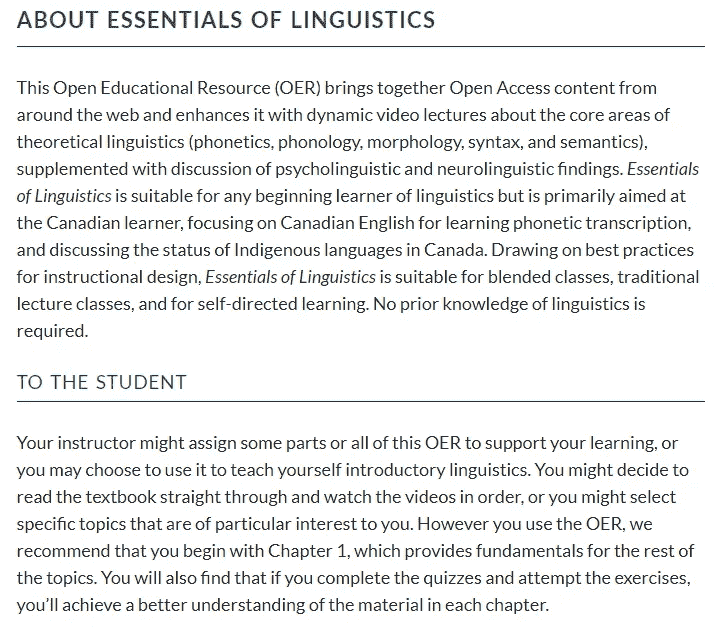 ABOUT ESSENTIALS OF LINGUISTICS
This Open Educational Resource (OER) brings together Open Access content from
around the web and enhances it with dynamic video lectures about the core areas of
theoretical linguistics (phonetics, phonology, morphology, syntax, and semantics),
supplemented with discussion of psycholinguistic and neurolinguistic findings. Essentials
of Linguistics is suitable for any beginning learner of linguistics but is primarily aimed at
the Canadian learner, focusing on Canadian English for learning phonetic transcription,
and discussing the status of Indigenous languages in Canada. Drawing on best practices
for instructional design, Essentials of Linguistics is suitable for blended classes, traditional
lecture classes, and for self-directed learning. No prior knowledge of linguistics is
required.
TO THE STUDENT
Your instructor might assign some parts or all of this OER to support your learning, or
you may choose to use it to teach yourself introductory linguistics. You might decide to
read the textbook straight through and watch the videos in order, or you might select
specific topics that are of particular interest to you. However you use the OER, we
recommend that you begin with Chapter 1, which provides fundamentals for the rest of
the topics. You will also find that if you complete the quizzes and attempt the exercises,
you’ll achieve a better understanding of the material in each chapter.